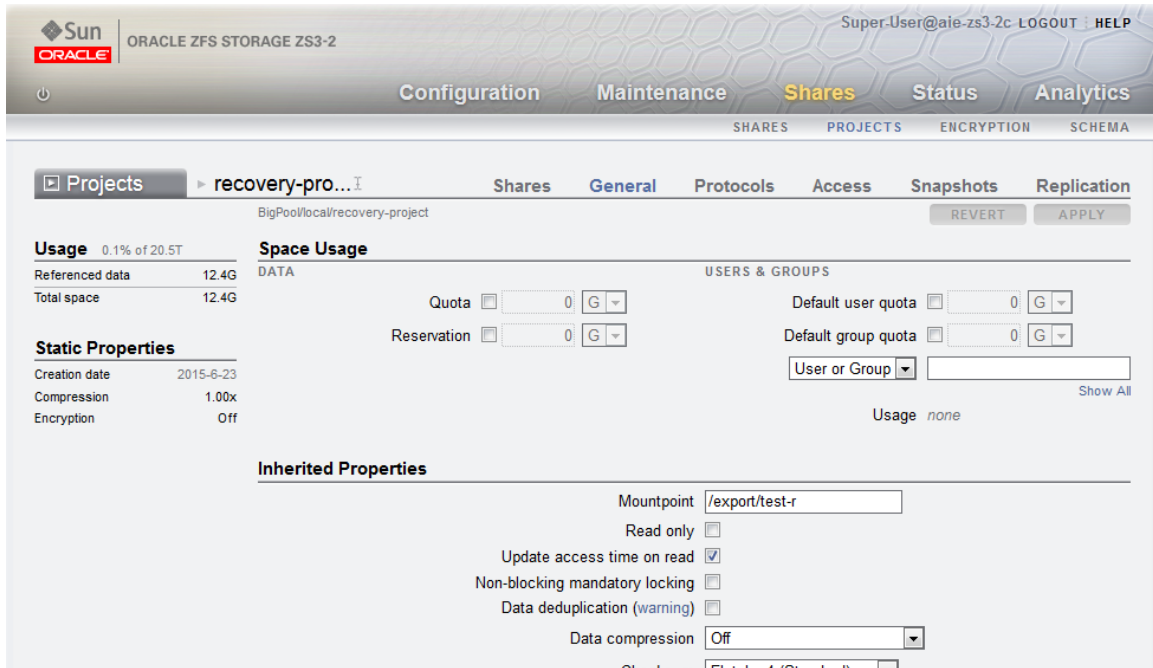 Sun
ORACLE
ORACLE ZFS STORAGE ZS3-2
Super-User@aie-zs3-2c LOGOUT HELP
Configuration Maintenance Shares Status Analytics
SHARES PROJECTS ENCRYPTION SCHEMA
Projects recovery-pro... Shares General Protocols Access Snapshots Replication
BigPool/local/recovery-project REVERT APPLY
Usage 0.1% of 20.5T
Referenced data 12.4G
Total space 12.4G
Static Properties
Creation date 2015-6-23
Compression 1.00x
Encryption Off
Space Usage
DATA
Quota 0 G
Reservation 0 G
USERS & GROUPS
Default user quota 0 G
Default group quota 0 G
User or Group
Show All
Usage none
Inherited Properties
Mountpoint /export/test-r
Read only
Update access time on read
Non-blocking mandatory locking
Data deduplication (warning)
Data compression Off